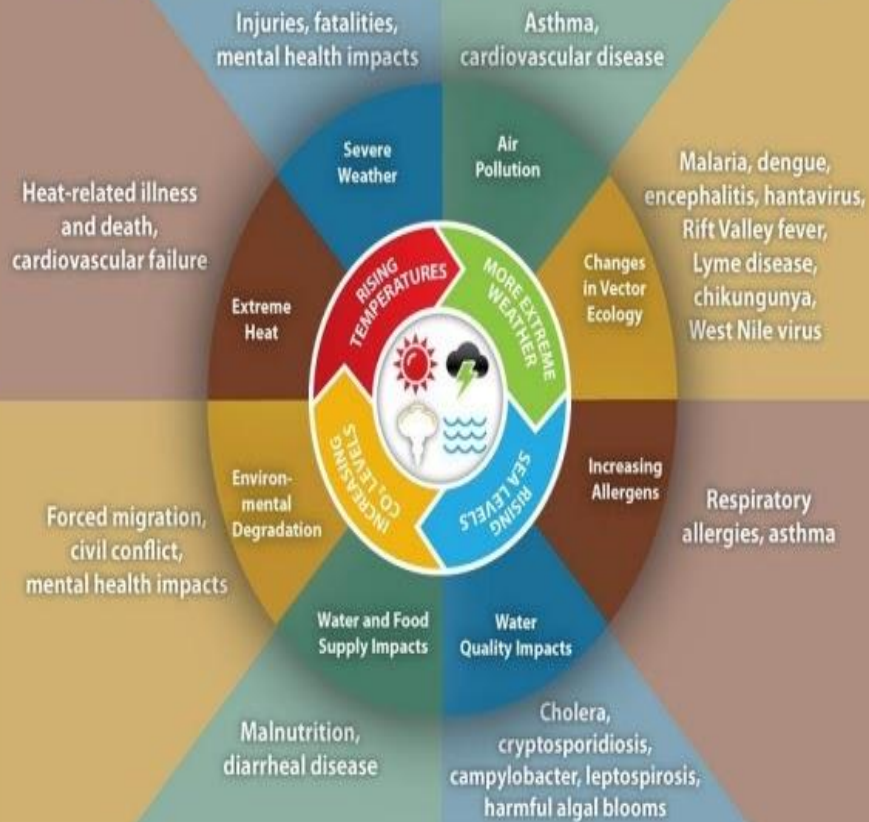 Injuries, fatalities,
mental health impacts
Asthma,
cardiovascular disease
Severe
Weather
Air
Pollution
Heat-related illness
and death,
cardiovascular failure
Malaria, dengue,
encephalitis, hantavirus,
Rift Valley fever,
Lyme disease,
chikungunya,
West Nile virus
Extreme
Heat
RISING
TEMPERATURES
MORE EXTREME
WEATHER
Changes
in Vector
Ecology
Environ-
mental
Degradation
INCREASING
CO₂ LEVELS
RISING
SEA LEVELS
Increasing
Allergens
Forced migration,
civil conflict,
mental health impacts
Respiratory
allergies, asthma
Water and Food
Supply Impacts
Water
Quality Impacts
Malnutrition,
diarrheal disease
Cholera,
cryptosporidiosis,
campylobacter, leptospirosis,
harmful algal blooms